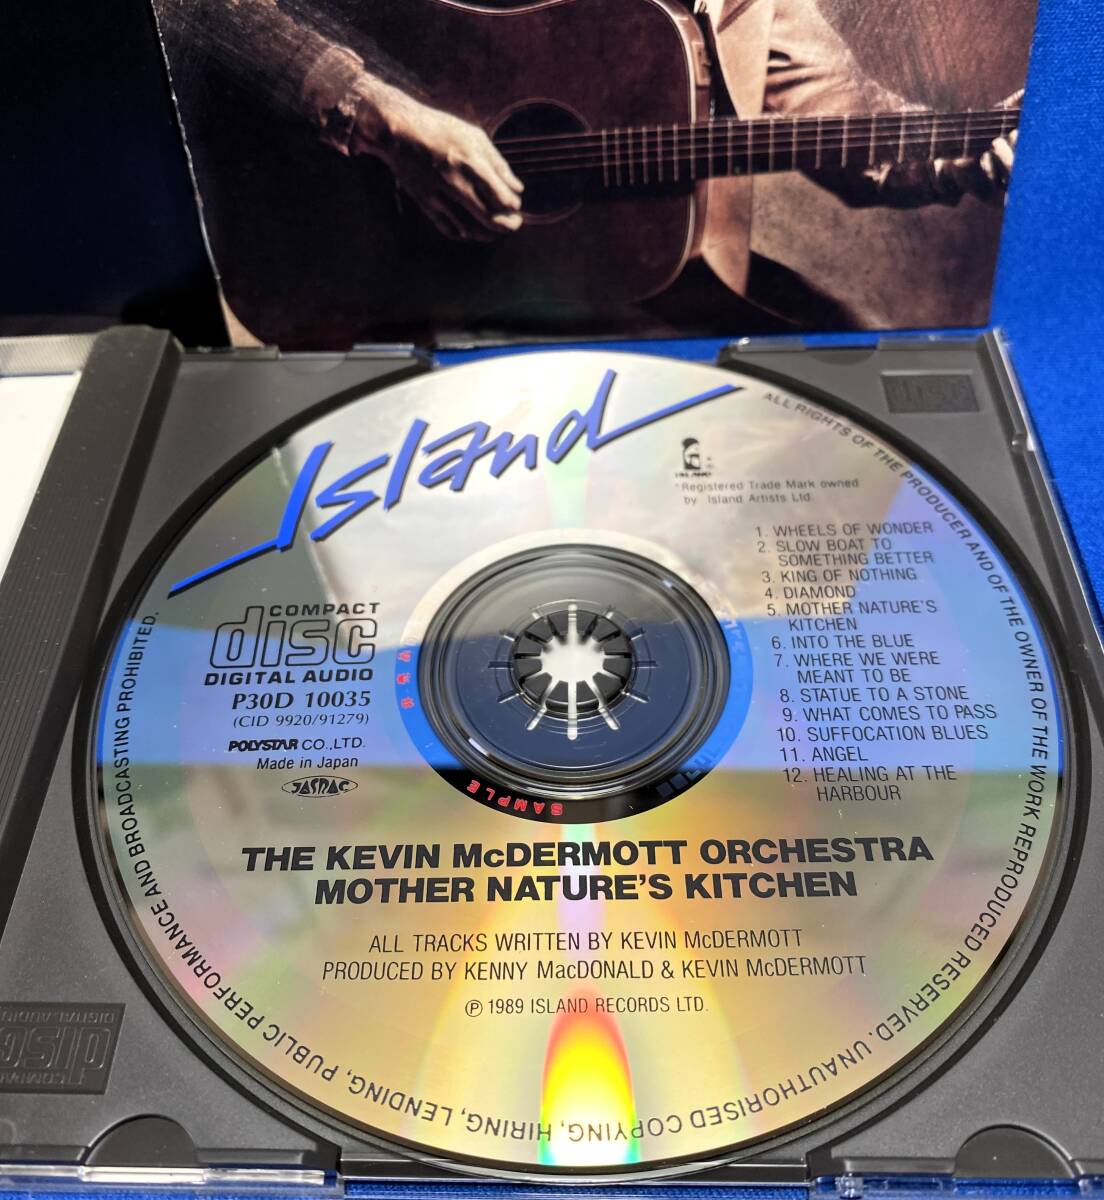 Island
ISLAND
*Registered Trade Mark owned
by Island Artists Ltd.
ALL RIGHTS OF THE PRODUCER AND OF THE OWNER OF THE WORK REPRODUCED RESERVED. UNAUTHORISED COPYING, HIRING, LENDING, PUBLIC PERFORMANCE AND BROADCASTING PROHIBITED.
1. WHEELS OF WONDER
2. SLOW BOAT TO
SOMETHING BETTER
3. KING OF NOTHING
4. DIAMOND
5. MOTHER NATURE'S
KITCHEN
6. INTO THE BLUE
7. WHERE WE WERE
MEANT TO BE
8. STATUE TO A STONE
9. WHAT COMES TO PASS
10. SUFFOCATION BLUES
11. ANGEL
12. HEALING AT THE
HARBOUR
COMPACT
disc
DIGITAL AUDIO
P30D 10035
(CID 9920/91279)
POLYSTAR CO.,LTD.
Made in Japan
JASRAC
SAMPLE
THE KEVIN McDERMOTT ORCHESTRA
MOTHER NATURE'S KITCHEN
ALL TRACKS WRITTEN BY KEVIN McDERMOTT
PRODUCED BY KENNY MacDONALD & KEVIN McDERMOTT
Ⓟ 1989 ISLAND RECORDS LTD.
COMPACT
disc
DIGITAL AUDIO